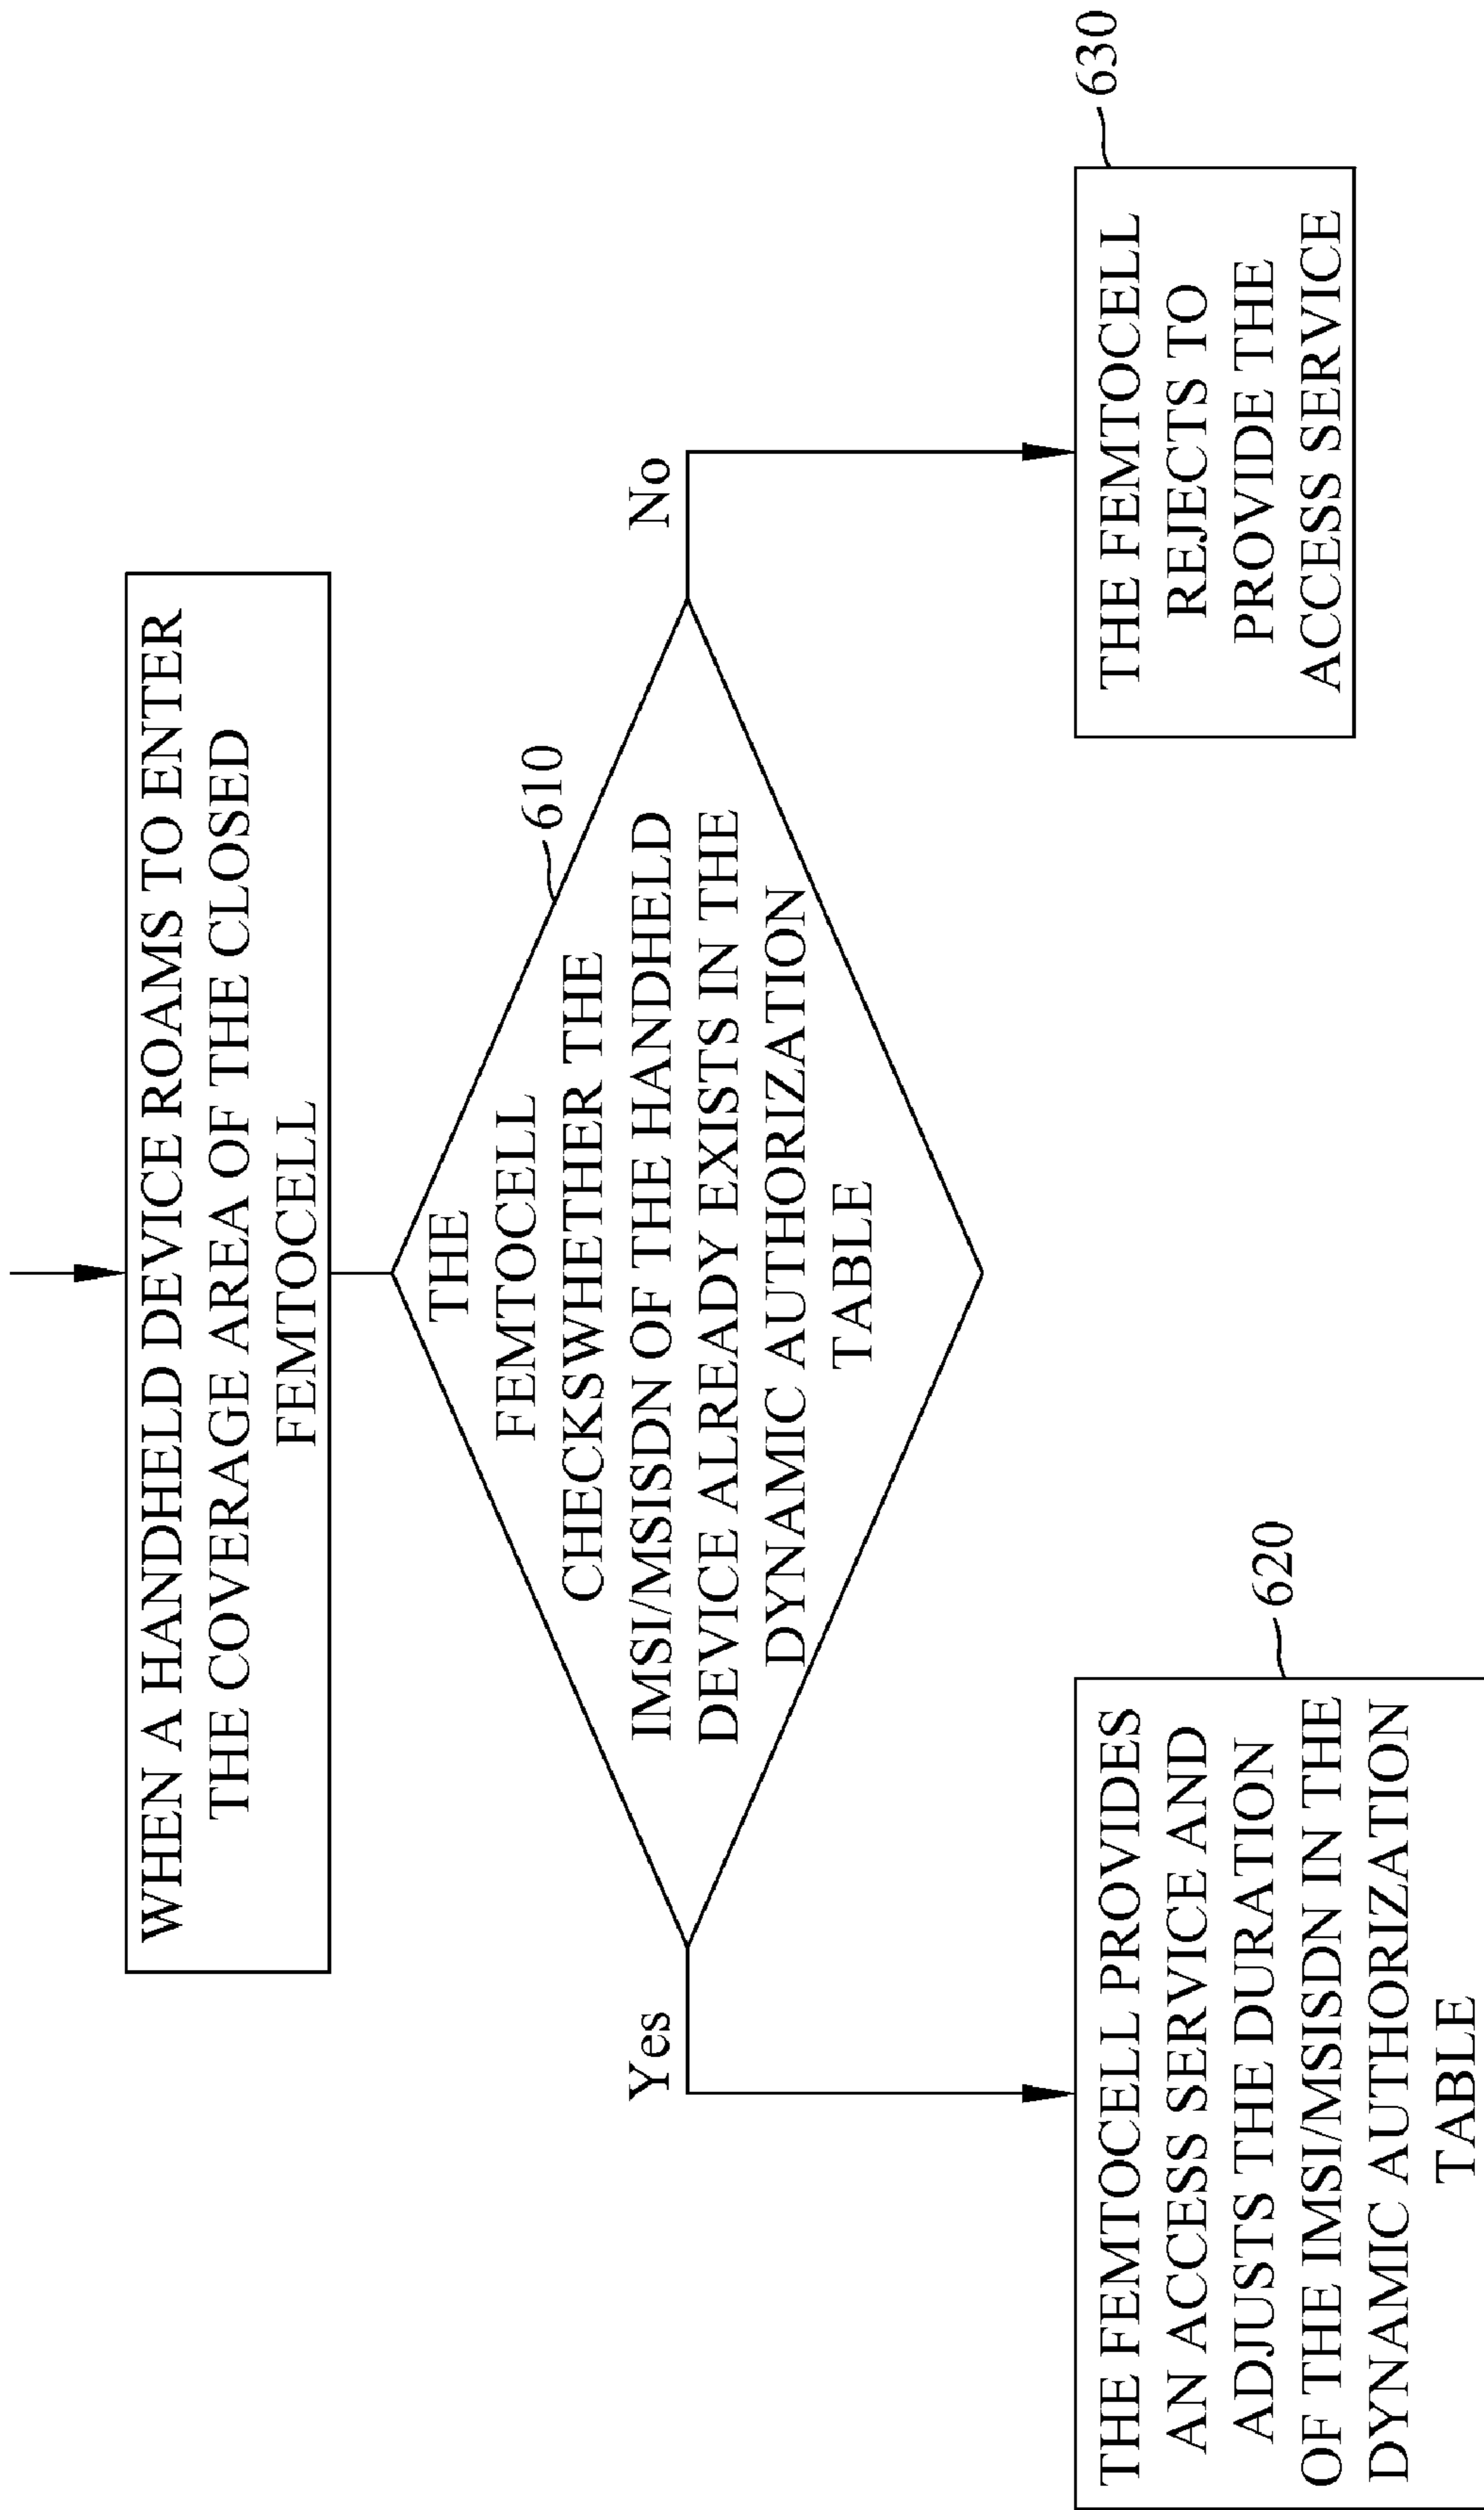 WHEN A HANDHELD DEVICE ROAMS TO ENTER
THE COVERAGE AREA OF THE CLOSED
FEMTOCELL
610
THE
FEMTOCELL
CHECKSWHETHER THE
IMSI/MSISDN OF THE HANDHELD
DEVICE ALREADY EXISTS IN THE
DYNAMIC AUTHORIZATION
TABLE
Yes
No
620
THE FEMTOCELL PROVIDES
AN ACCESS SERVICE AND
ADJUSTS THE DURATION
OF THE IMSI/MSISDN IN THE
DYNAMIC AUTHORIZATION
TABLE
630
THE FEMTOCELL
REJECTS TO
PROVIDE THE
ACCESS SERVICE